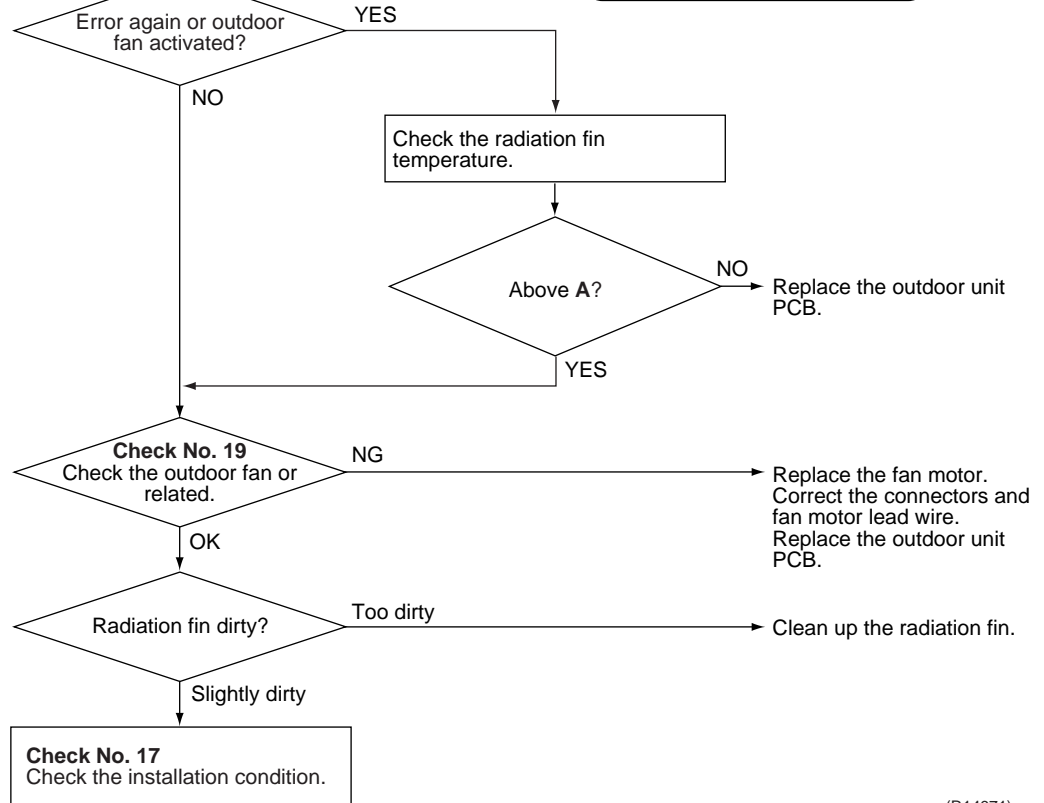 Error again or outdoor
fan activated?
YES
NO
Check the radiation fin
temperature.
Above A?
NO
Replace the outdoor unit
PCB.
YES
Check No. 19
Check the outdoor fan or
related.
NG
Replace the fan motor.
Correct the connectors and
fan motor lead wire.
Replace the outdoor unit
PCB.
OK
Radiation fin dirty?
Too dirty
Clean up the radiation fin.
Slightly dirty
Check No. 17
Check the installation condition.